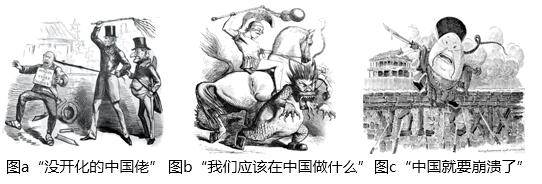 图a“没开化的中国佬”
图b“我们应该在中国做什么”
图c“中国就要崩溃了”